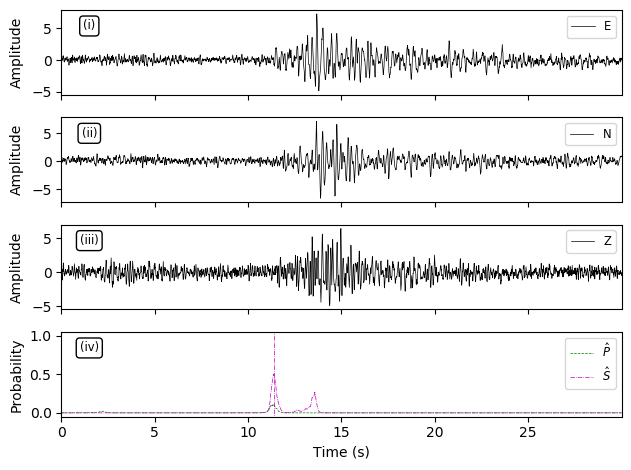 Amplitude
5
0
−5
(i)
E
Amplitude
5
0
−5
(ii)
N
Amplitude
5
0
−5
(iii)
Z
Probability
1.0
0.5
0.0
(iv)
P̂
Ŝ
0 5 10 15 20 25
Time (s)